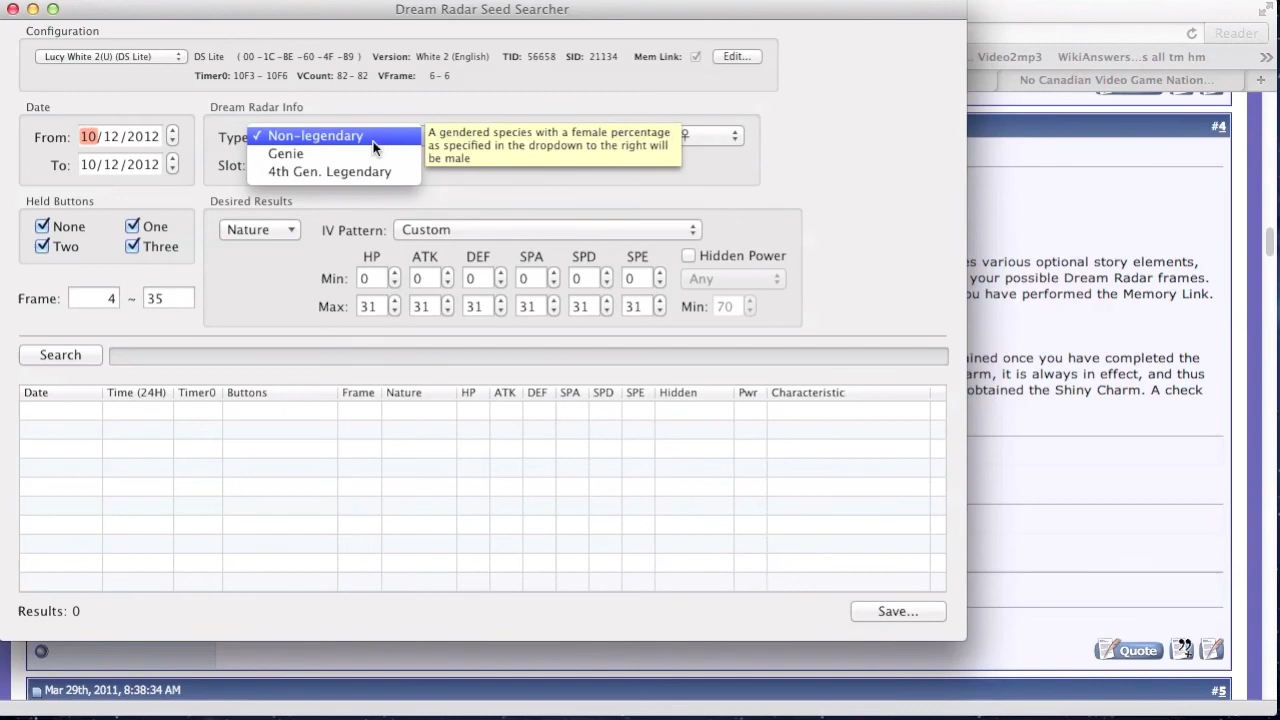 Dream Radar Seed Searcher
Configuration
Lucy White 2(U) (DS Lite) DS Lite ( 00 -1C -BE -60 -4F -B9 ) Version: White 2 (English) TID: 56658 SID: 21134 Mem Link: Edit...
Timer0: 10F3 - 10F6 VCount: 82 - 82 VFrame: 6 - 6
Date
From: 10/12/2012
To: 10/12/2012
Dream Radar Info
Type
✓ Non-legendary
Genie
4th Gen. Legendary
Slot:
A gendered species with a female percentage
as specified in the dropdown to the right will
be male
♀
Held Buttons
None One
Two Three
Frame: 4 ~ 35
Desired Results
Nature IV Pattern: Custom
HP ATK DEF SPA SPD SPE Hidden Power
Min: 0 0 0 0 0 0 Any
Max: 31 31 31 31 31 31 Min: 70
Search
Date Time (24H) Timer0 Buttons Frame Nature HP ATK DEF SPA SPD SPE Hidden Pwr Characteristic
Results: 0 Save...
Reader
Video2mp3 WikiAnswers...s all tm hm
No Canadian Video Game Nation...
#4
es various optional story elements,
your possible Dream Radar frames.
ou have performed the Memory Link.
ined once you have completed the
arm, it is always in effect, and thus
obtained the Shiny Charm. A check
Quote
Mar 29th, 2011, 8:38:34 AM #5